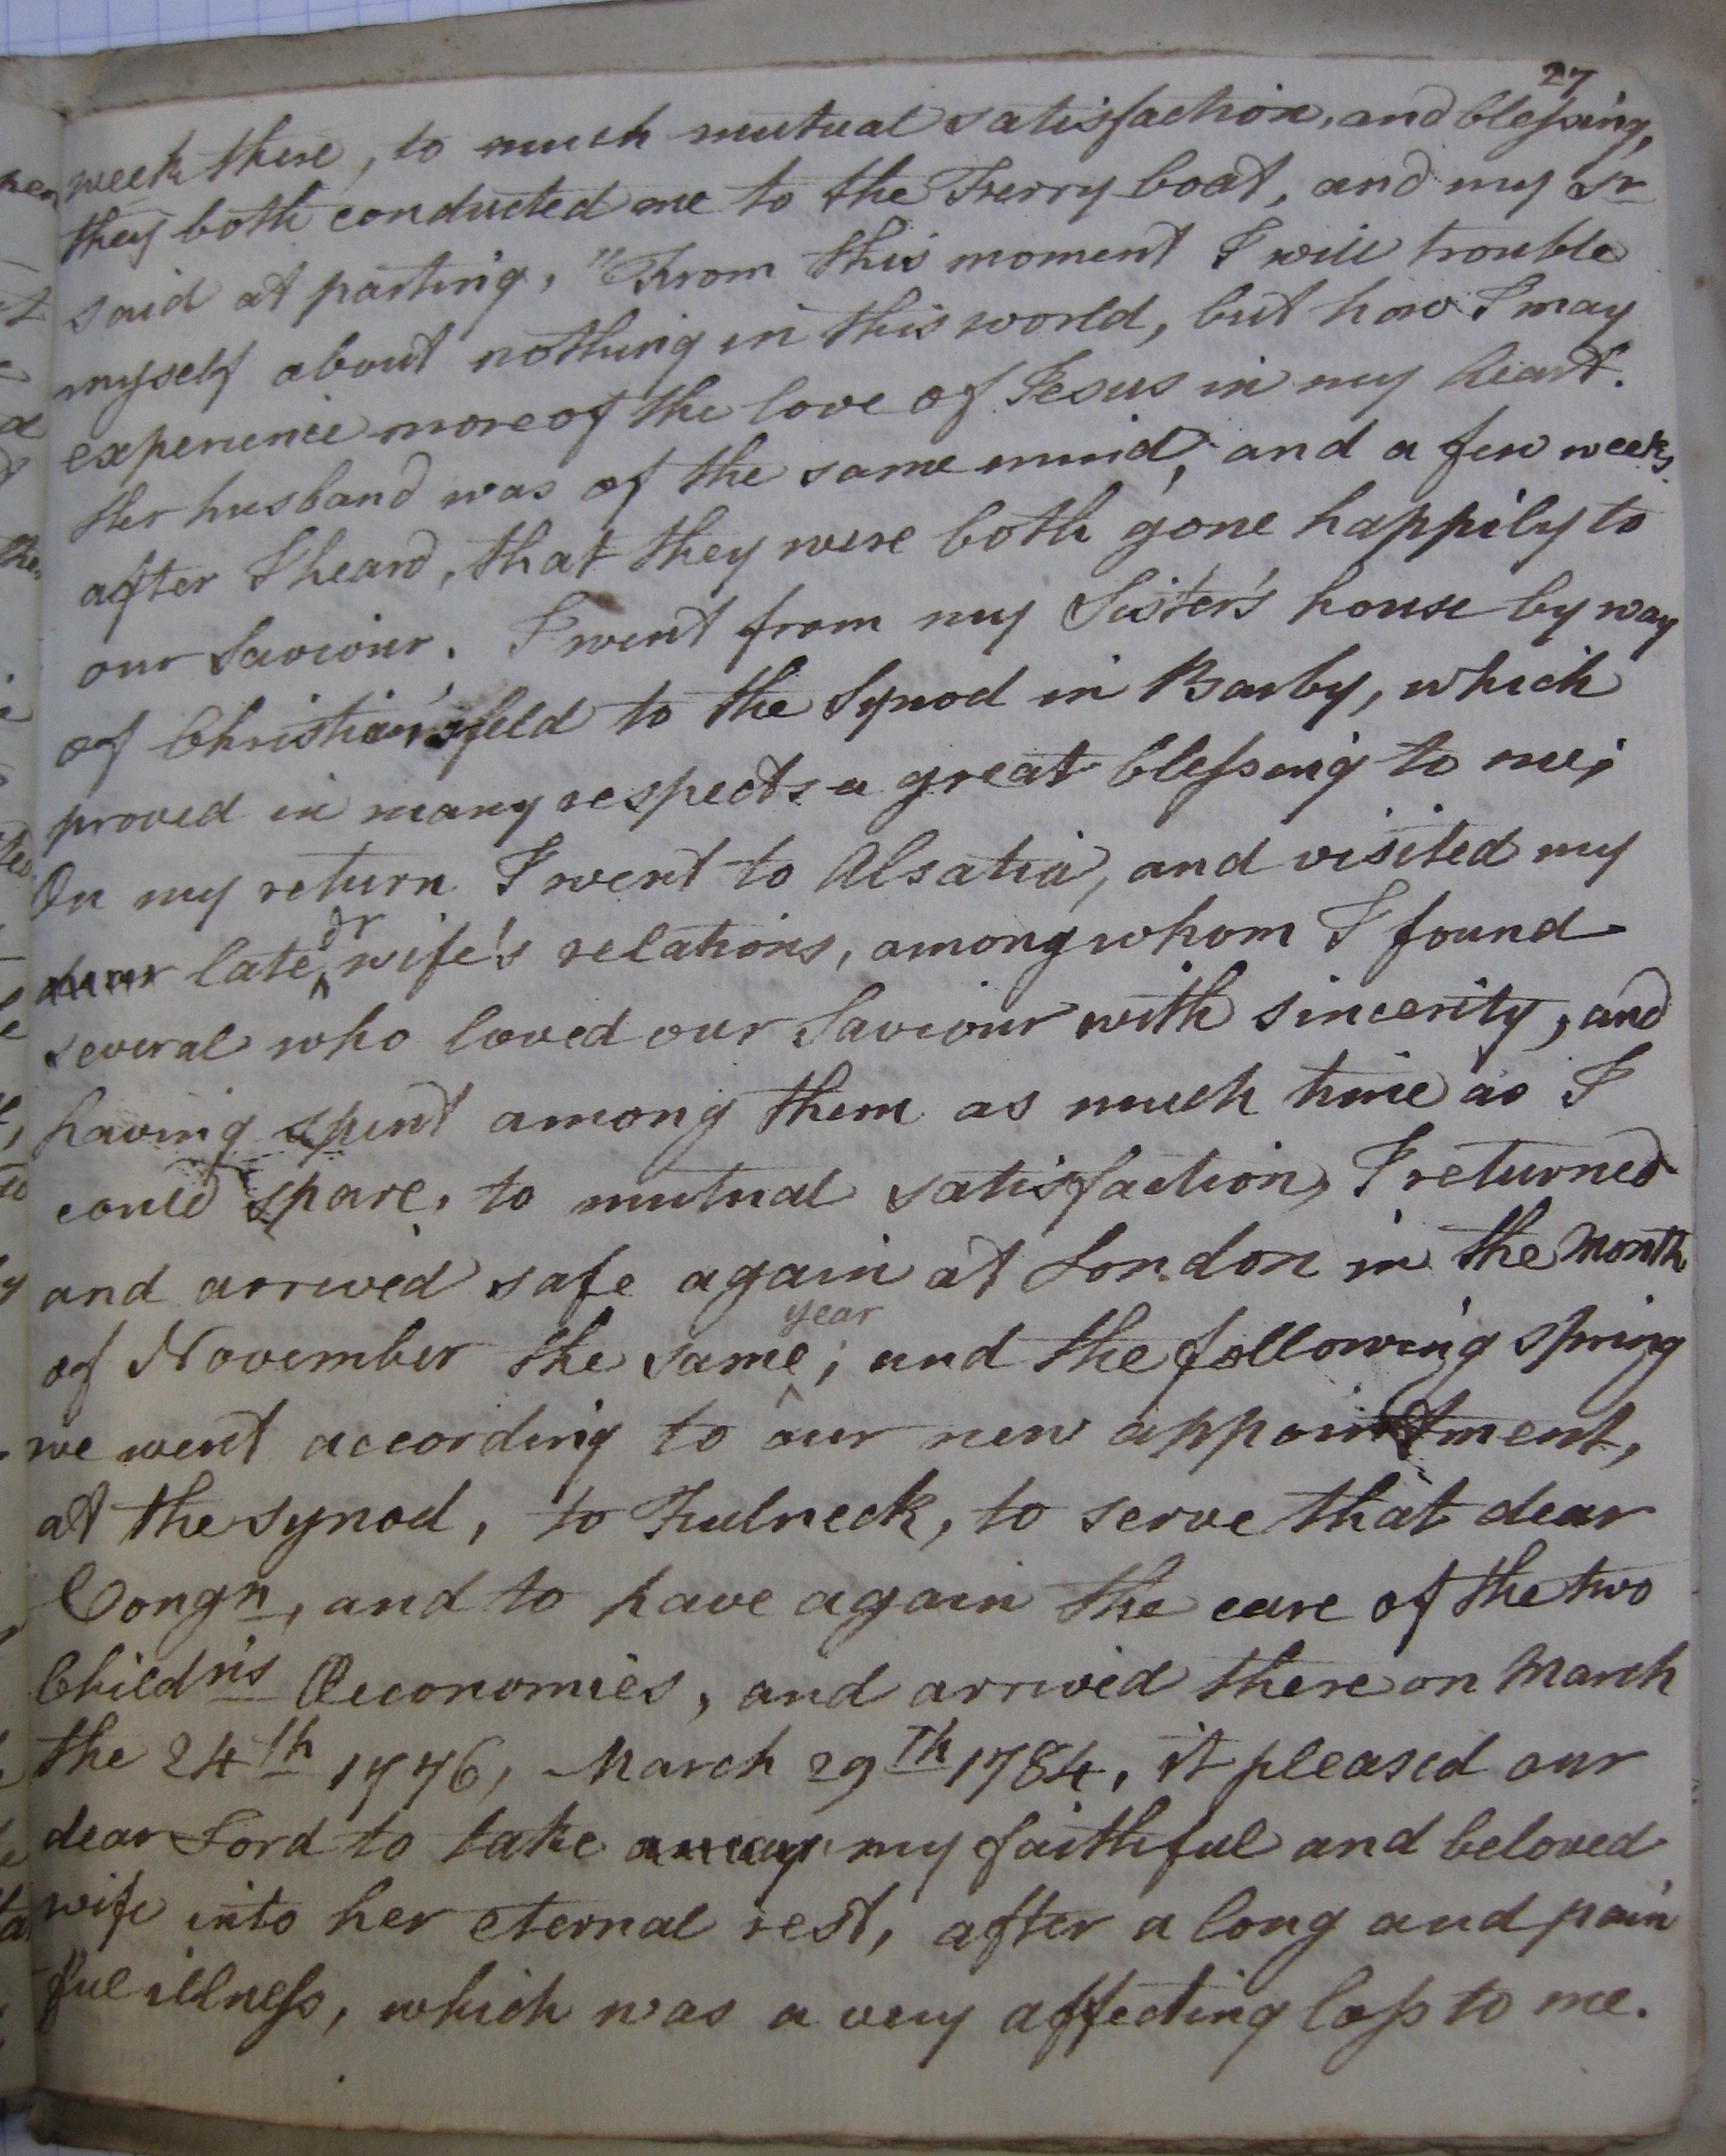 27
week there, to much mutual satisfaction, and blessing,
they both conducted me to the Ferry boat, and my Sr
said at parting, "From this moment I will trouble
myself about nothing in this world, but how I may
experience more of the love of Jesus in my heart.
Her husband was of the same mind, and a few weeks
after I heard, that they were both gone happily to
our Saviour. I went from my Sister's house by way
of Christiansfeld to the Synod in Barby, which
proved in many respects a great blessing to me;
On my return I went to Alsatia, and visited my
late dr wife's relations, among whom I found
several who loved our Saviour with sincerity, and
having spent among them as much time as I
could spare, to mutual satisfaction, I returned
and arrived safe again at London in the Month
of November the same year; and the following spring
we went according to our new appointment,
at the synod, to Fulneck, to serve that dear
Congn, and to have again the care of the two
Childn's Oeconomies, and arrived there on March
the 24th 1776, March 29th 1784, it pleased our
dear Lord to take away my faithful and beloved
wife into her eternal rest, after a long and pain
ful illness, which was a very affecting loss to me.